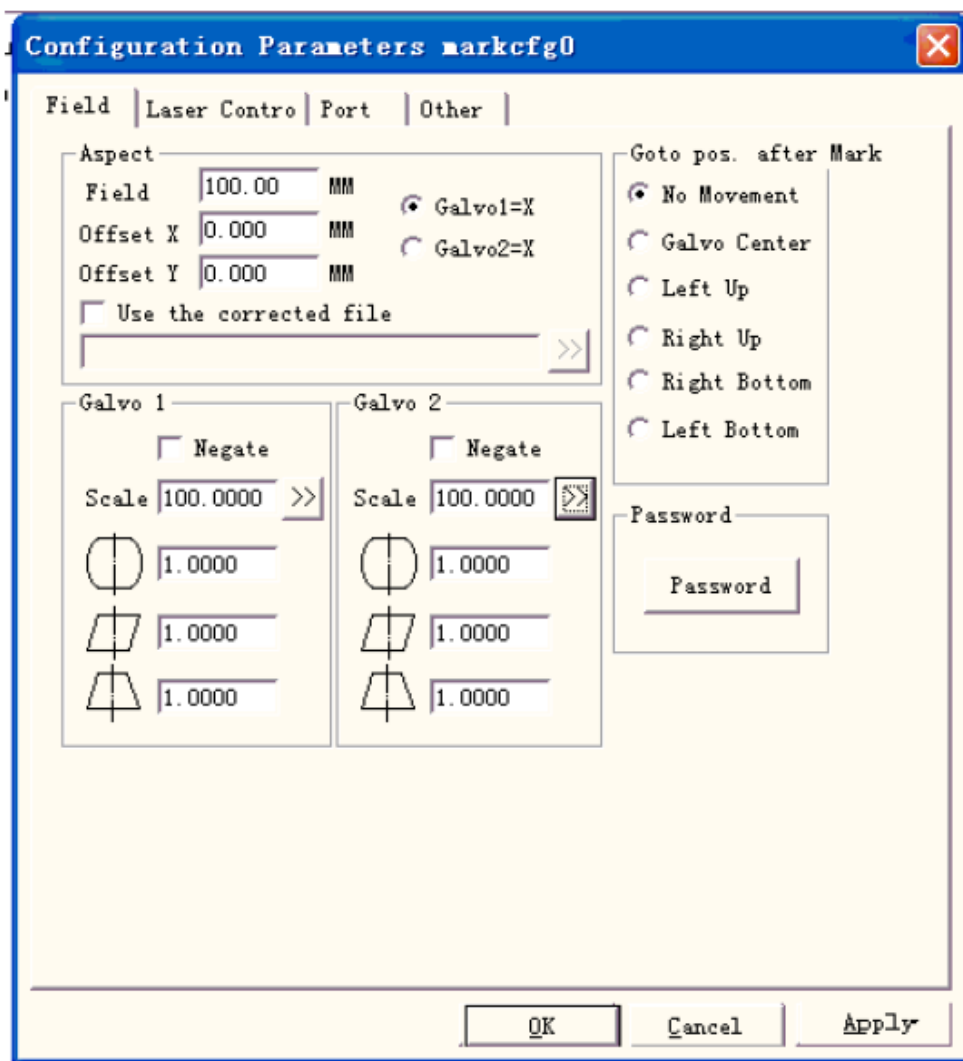 Configuration Parameters markcfg0
Field Laser Contro Port Other
Aspect
Field 100.00 MM
Offset X 0.000 MM
Offset Y 0.000 MM
Galvo1=X
Galvo2=X
Use the corrected file
>>
Goto pos. after Mark
No Movement
Galvo Center
Left Up
Right Up
Right Bottom
Left Bottom
Galvo 1
Negate
Scale 100.0000 >>
1.0000
1.0000
1.0000
Galvo 2
Negate
Scale 100.0000 >>
1.0000
1.0000
1.0000
Password
Password
OK Cancel Apply